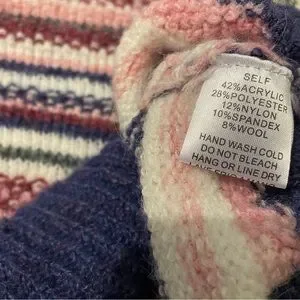 SELF
42%ACRYLIC
28%POLYESTER
12%NYLON
10%SPANDEX
8%WOOL
HAND WASH COLD
DO NOT BLEACH
HANG OR LINE DRY